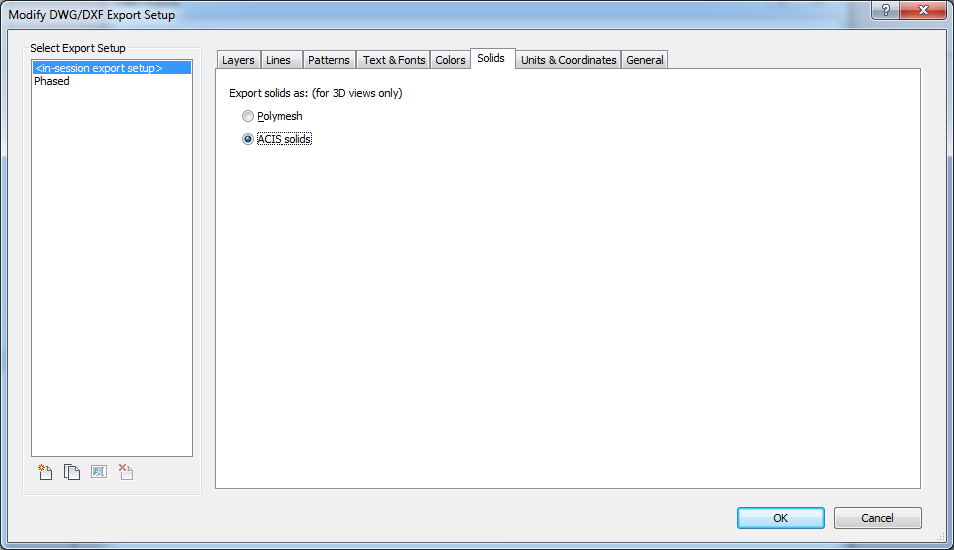 Modify DWG/DXF Export Setup
Select Export Setup
<in-session export setup>
Phased
Layers Lines Patterns Text & Fonts Colors Solids Units & Coordinates General
Export solids as: (for 3D views only)
Polymesh
ACIS solids
OK Cancel